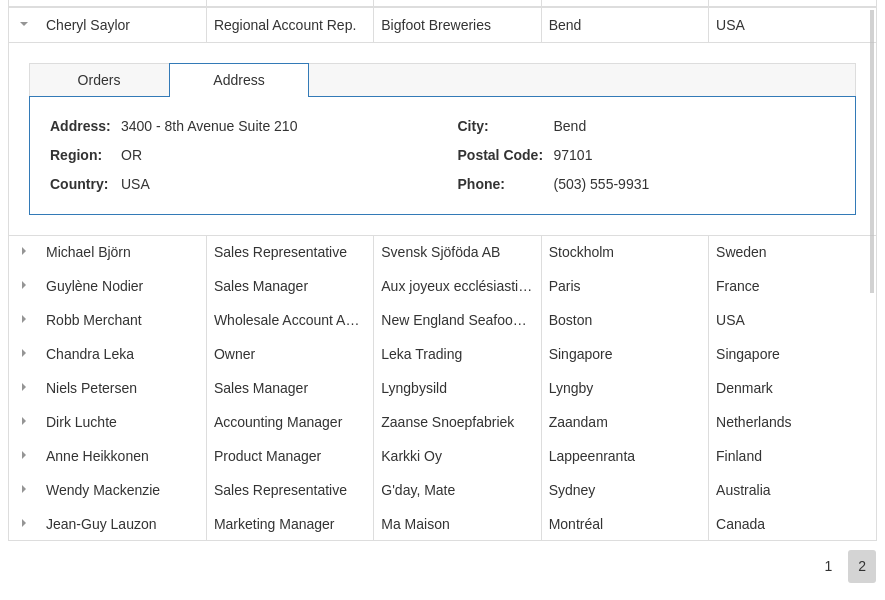 Cheryl Saylor Regional Account Rep. Bigfoot Breweries Bend USA
Orders Address
Address: 3400 - 8th Avenue Suite 210 City: Bend
Region: OR Postal Code: 97101
Country: USA Phone: (503) 555-9931
Michael Björn Sales Representative Svensk Sjöföda AB Stockholm Sweden
Guylène Nodier Sales Manager Aux joyeux ecclésiasti… Paris France
Robb Merchant Wholesale Account A… New England Seafoo… Boston USA
Chandra Leka Owner Leka Trading Singapore Singapore
Niels Petersen Sales Manager Lyngbysild Lyngby Denmark
Dirk Luchte Accounting Manager Zaanse Snoepfabriek Zaandam Netherlands
Anne Heikkonen Product Manager Karkki Oy Lappeenranta Finland
Wendy Mackenzie Sales Representative G'day, Mate Sydney Australia
Jean-Guy Lauzon Marketing Manager Ma Maison Montréal Canada
1 2